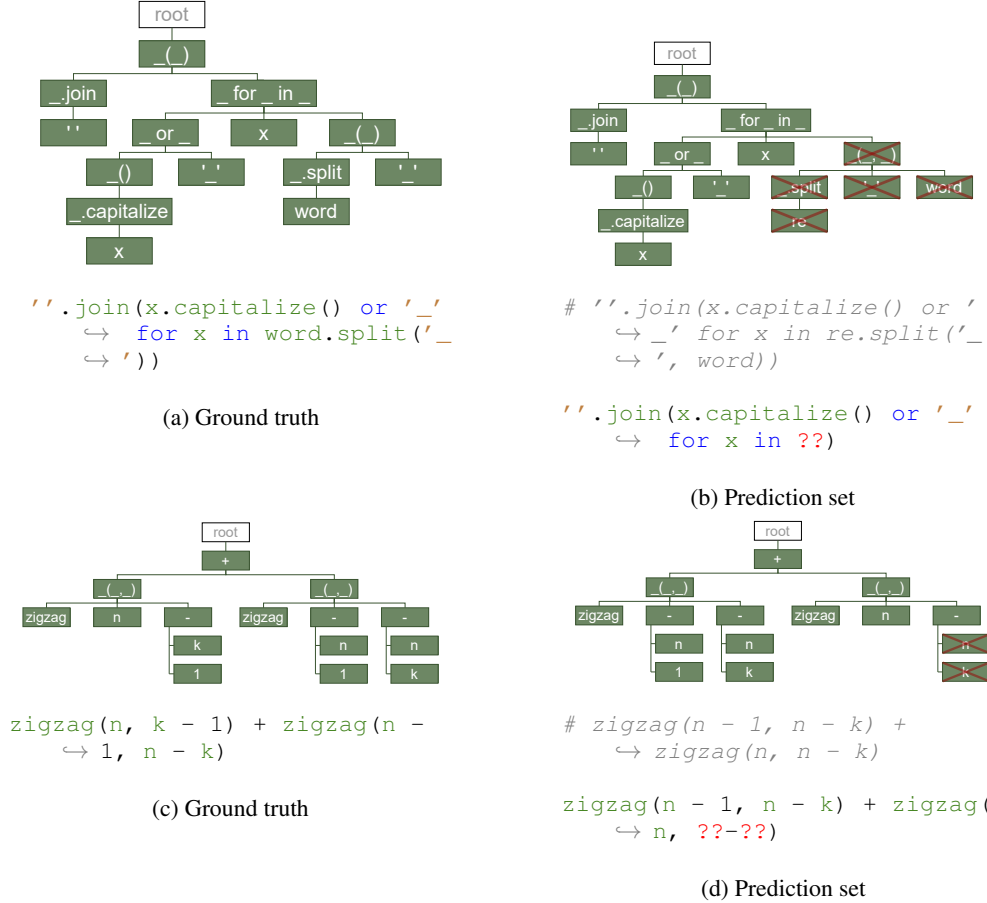 root
_(_)
_.join
_ for _ in _
' '
_ or _
x
_(_)
_()
'_'
_.split
'_'
_.capitalize
word
x
''.join(x.capitalize() or '_'
↪ for x in word.split('_
↪ '))
(a) Ground truth
root
_(_)
_.join
_ for _ in _
' '
_ or _
x
_(_,_)
_()
'_'
_.split
'_'
word
_.capitalize
re
x
# ''.join(x.capitalize() or '
↪ _' for x in re.split('_
↪ ', word))
''.join(x.capitalize() or '_'
↪ for x in ??)
(b) Prediction set
root
+
_(_,_)
_(_,_)
zigzag
n
-
zigzag
-
-
k
n
n
1
1
k
zigzag(n, k - 1) + zigzag(n -
↪ 1, n - k)
(c) Ground truth
root
+
_(_,_)
_(_,_)
zigzag
-
-
zigzag
n
-
n
n
n
1
k
k
# zigzag(n - 1, n - k) +
↪ zigzag(n, n - k)
zigzag(n - 1, n - k) + zigzag(
↪ n, ??-??)
(d) Prediction set